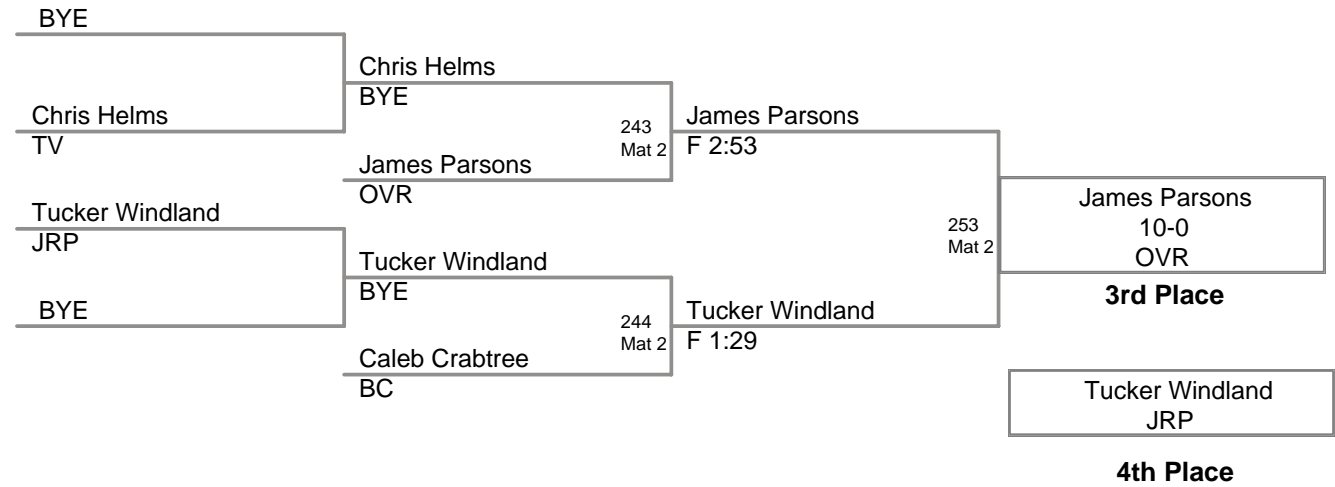 BYE
Chris Helms
BYE
Chris Helms
TV
243
Mat 2
James Parsons
F 2:53
James Parsons
OVR
James Parsons
10-0
OVR
3rd Place
Tucker Windland
JRP
253
Mat 2
Tucker Windland
BYE
BYE
244
Mat 2
Tucker Windland
F 1:29
Caleb Crabtree
BC
Tucker Windland
JRP
4th Place